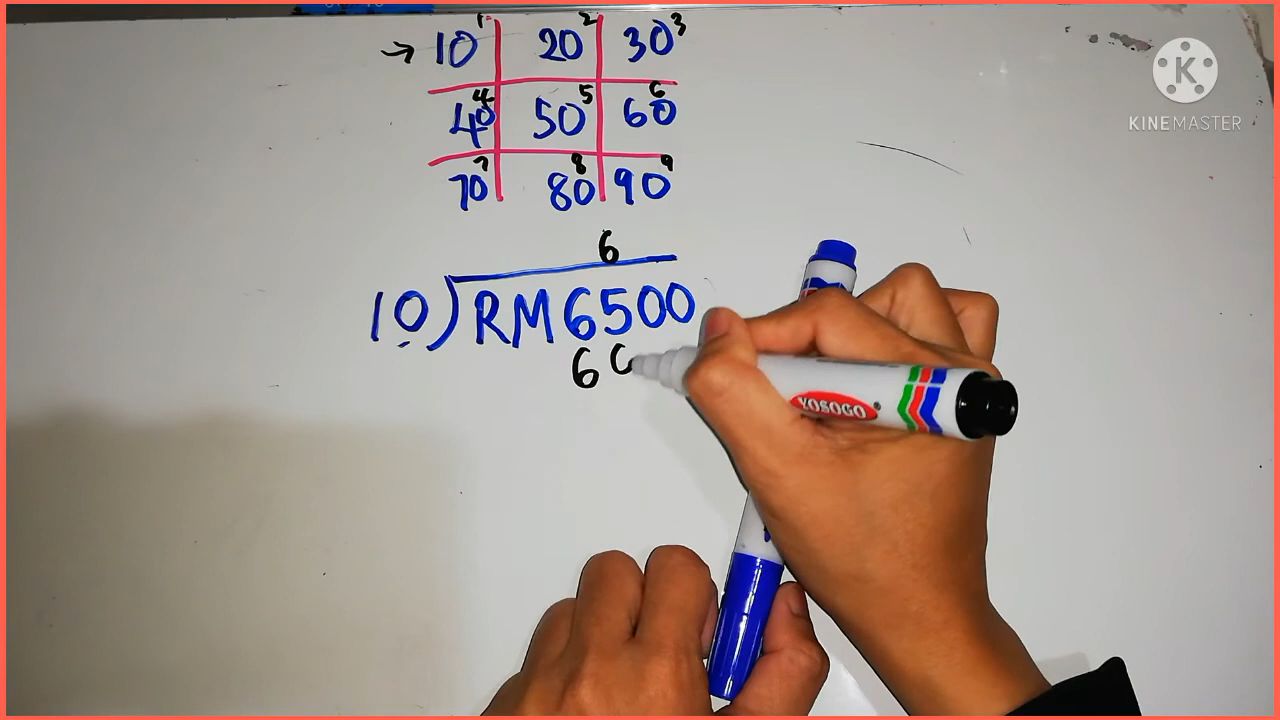 → 10¹ 20² 30³
40⁴ 50⁵ 60⁶
70⁷ 80⁸ 90⁹
6
10)RM6500
6
K
KINEMASTER
YOSOGO